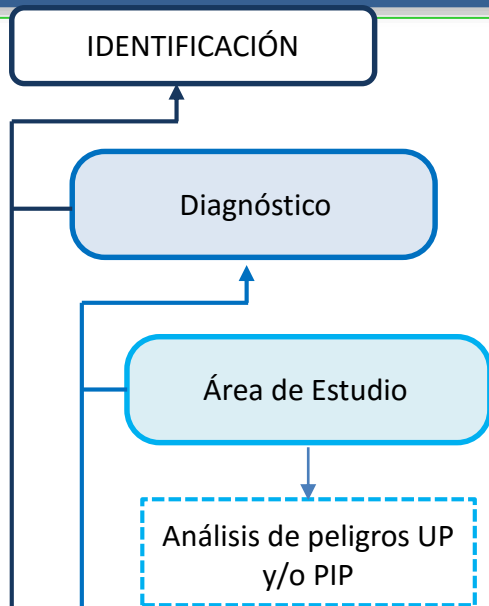 IDENTIFICACIÓN
Diagnóstico
Área de Estudio
Análisis de peligros UP
y/o PIP